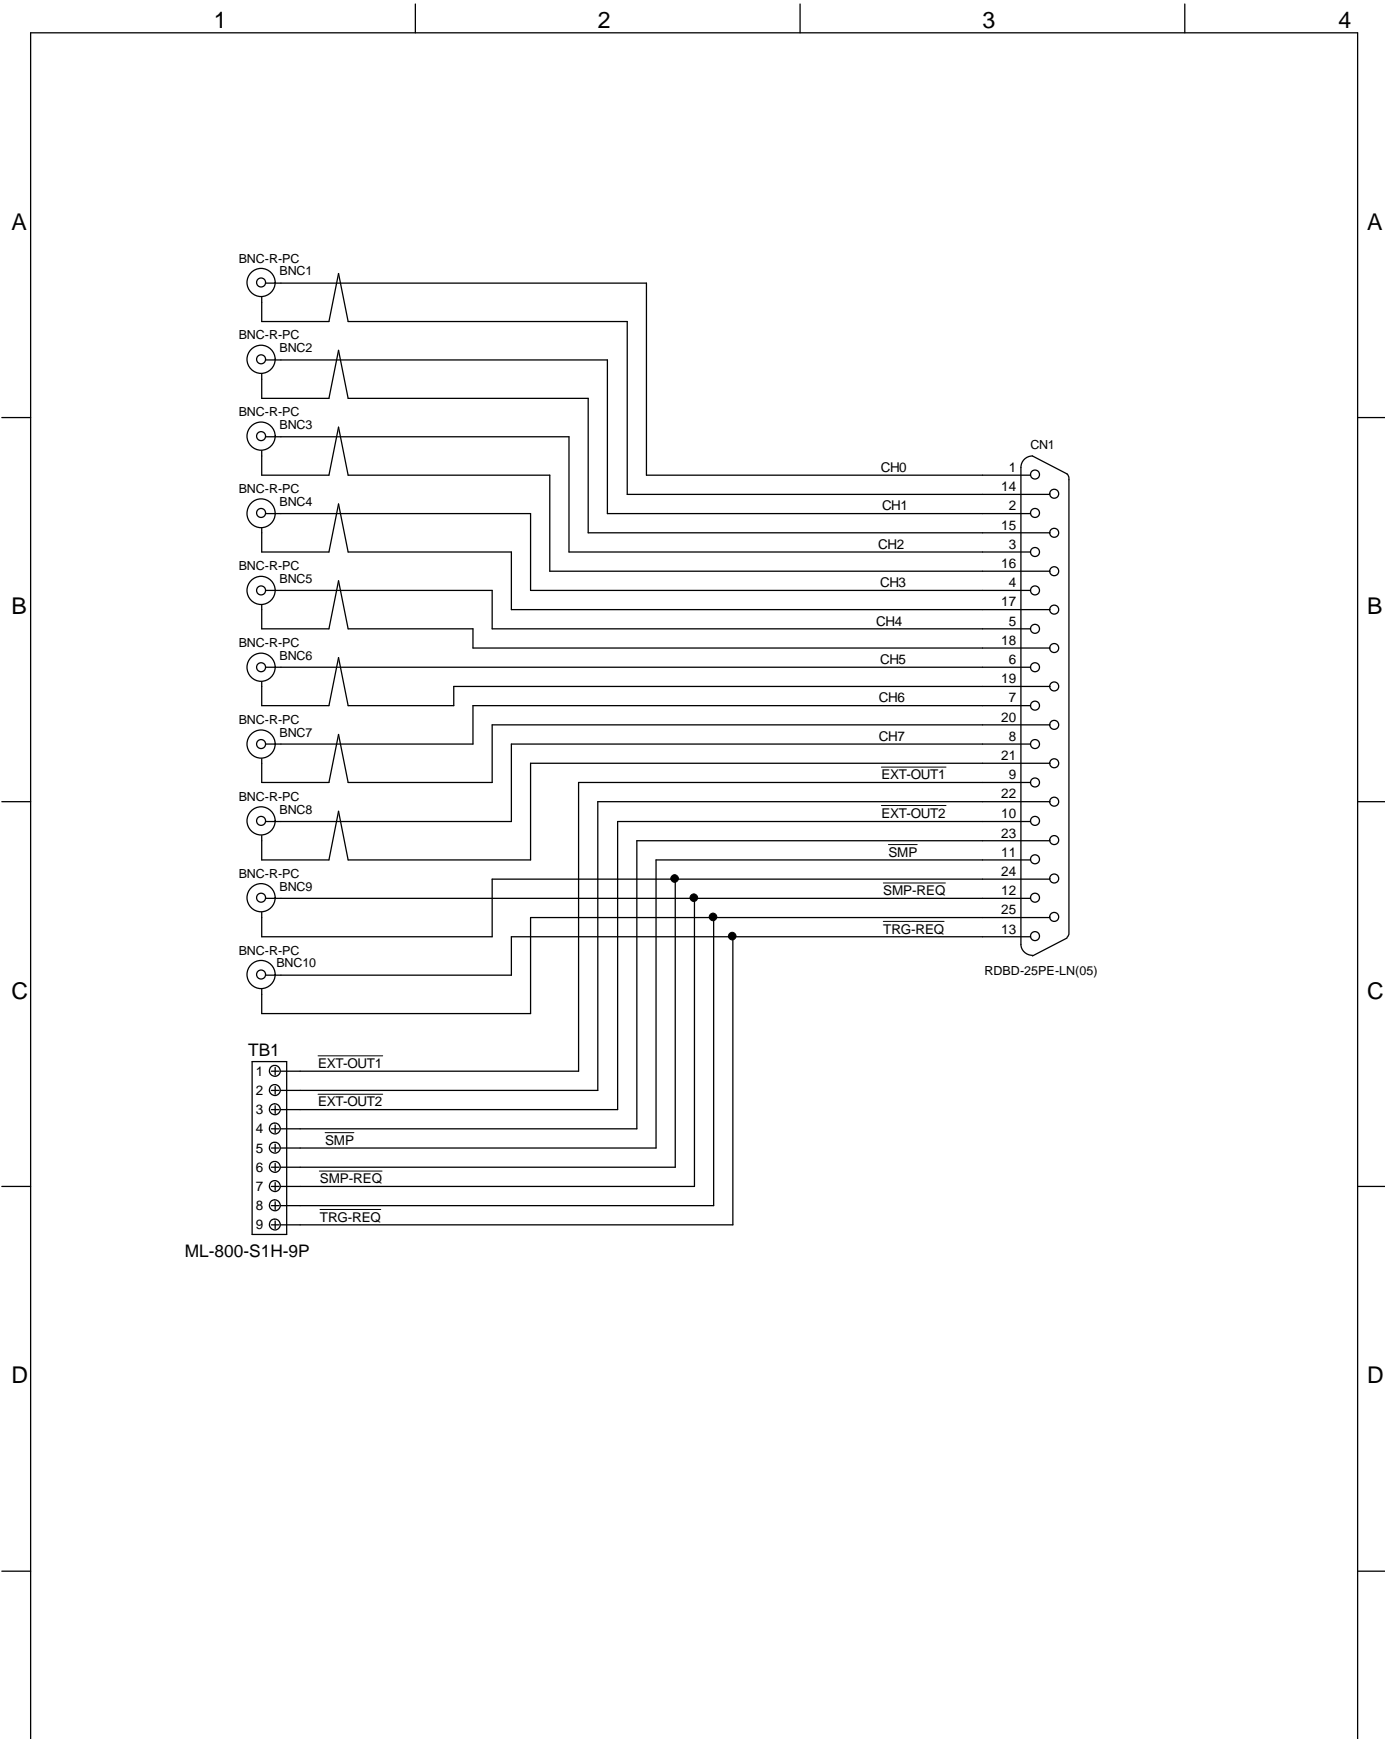 1 2 3 4
A A
BNC-R-PC
BNC1
BNC-R-PC
BNC2
BNC-R-PC
BNC3
BNC-R-PC
BNC4
BNC-R-PC
BNC5
BNC-R-PC
BNC6
BNC-R-PC
BNC7
BNC-R-PC
BNC8
BNC-R-PC
BNC9
BNC-R-PC
BNC10
CN1
CH0 1
14
CH1 2
15
CH2 3
16
CH3 4
17
CH4 5
18
CH5 6
19
CH6 7
20
CH7 8
21
EXT-OUT1 9
22
EXT-OUT2 10
23
SMP 11
24
SMP-REQ 12
25
TRG-REQ 13
RDBD-25PE-LN(05)
B B
C C
TB1
1 EXT-OUT1
2
3 EXT-OUT2
4
5 SMP
6
7 SMP-REQ
8
9 TRG-REQ
ML-800-S1H-9P
D D